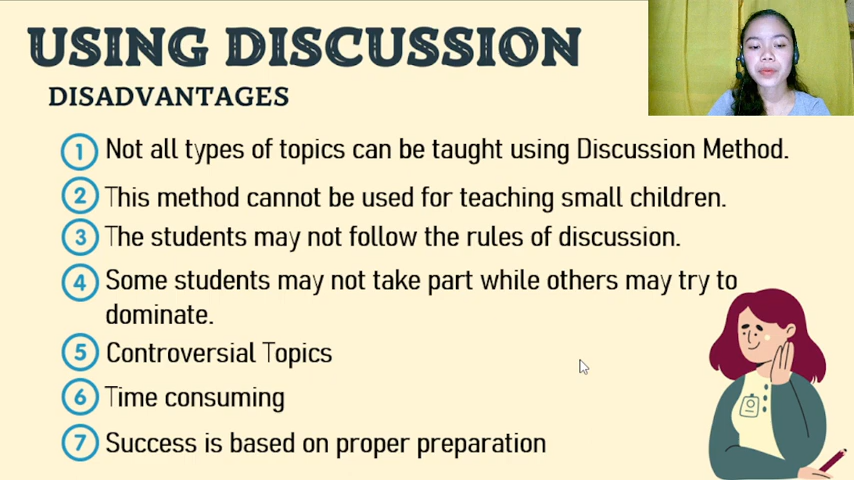 USING DISCUSSION
DISADVANTAGES
1 Not all types of topics can be taught using Discussion Method.
2 This method cannot be used for teaching small children.
3 The students may not follow the rules of discussion.
4 Some students may not take part while others may try to
dominate.
5 Controversial Topics
6 Time consuming
7 Success is based on proper preparation